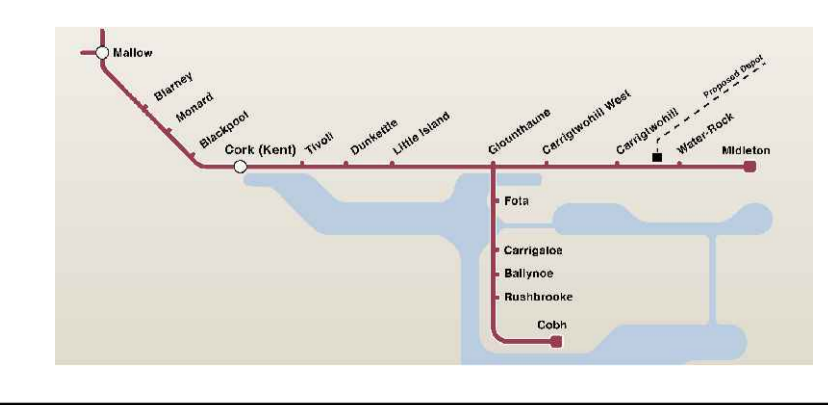 Mallow
Blarney
Monard
Blackpool
Cork (Kent)
Tivoli
Dunkettle
Little Island
Glounthaune
Carrigtwohill West
Carrigtwohill
Proposed Depot
Water-Rock
Midleton
Fota
Carrigaloe
Ballynoe
Rushbrooke
Cobh